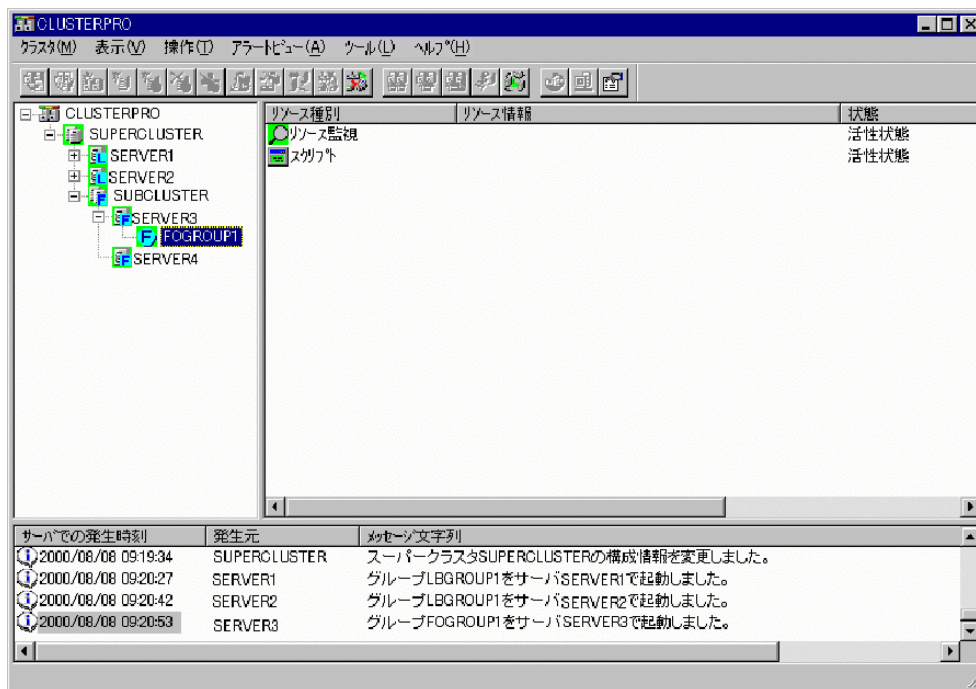 CLUSTERPRO
ｸﾗｽﾀ(M) 表示(V) 操作(T) ｱﾗｰﾄﾋﾞｭｰ(A) ﾂｰﾙ(L) ﾍﾙﾌﾟ(H)
CLUSTERPRO
SUPERCLUSTER
SERVER1
SERVER2
SUBCLUSTER
SERVER3
FOGROUP1
SERVER4
ﾘｿｰｽ種別 ﾘｿｰｽ情報 状態
ﾘｿｰｽ監視 活性状態
ｽｸﾘﾌﾟﾄ 活性状態
ｻｰﾊﾞでの発生時刻 発生元 ﾒｯｾｰｼﾞ文字列
2000/08/08 09:19:34 SUPERCLUSTER スーパークラスタSUPERCLUSTERの構成情報を変更しました。
2000/08/08 09:20:27 SERVER1 グループLBGROUP1をサーバSERVER1で起動しました。
2000/08/08 09:20:42 SERVER2 グループLBGROUP1をサーバSERVER2で起動しました。
2000/08/08 09:20:53 SERVER3 グループFOGROUP1をサーバSERVER3で起動しました。